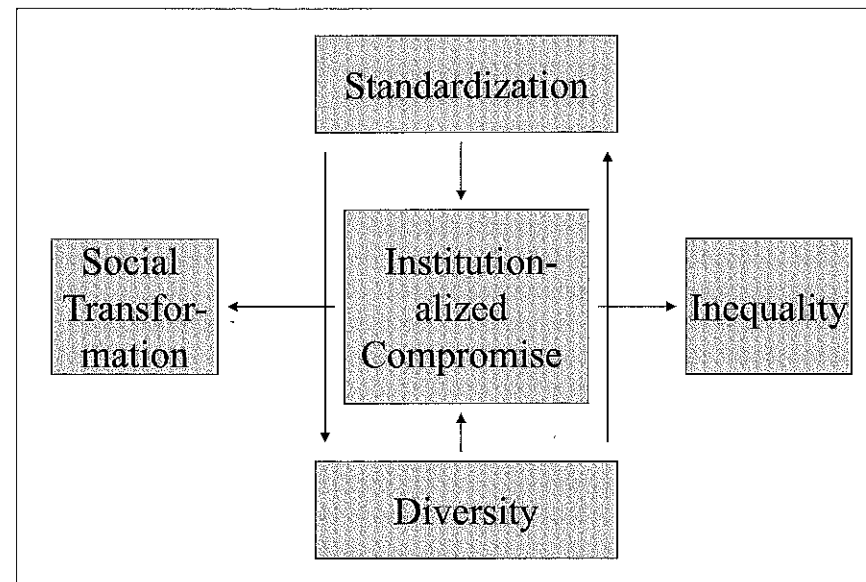 Standardization
Social
Transfor-
mation
Institution-
alized
Compromise
Inequality
Diversity